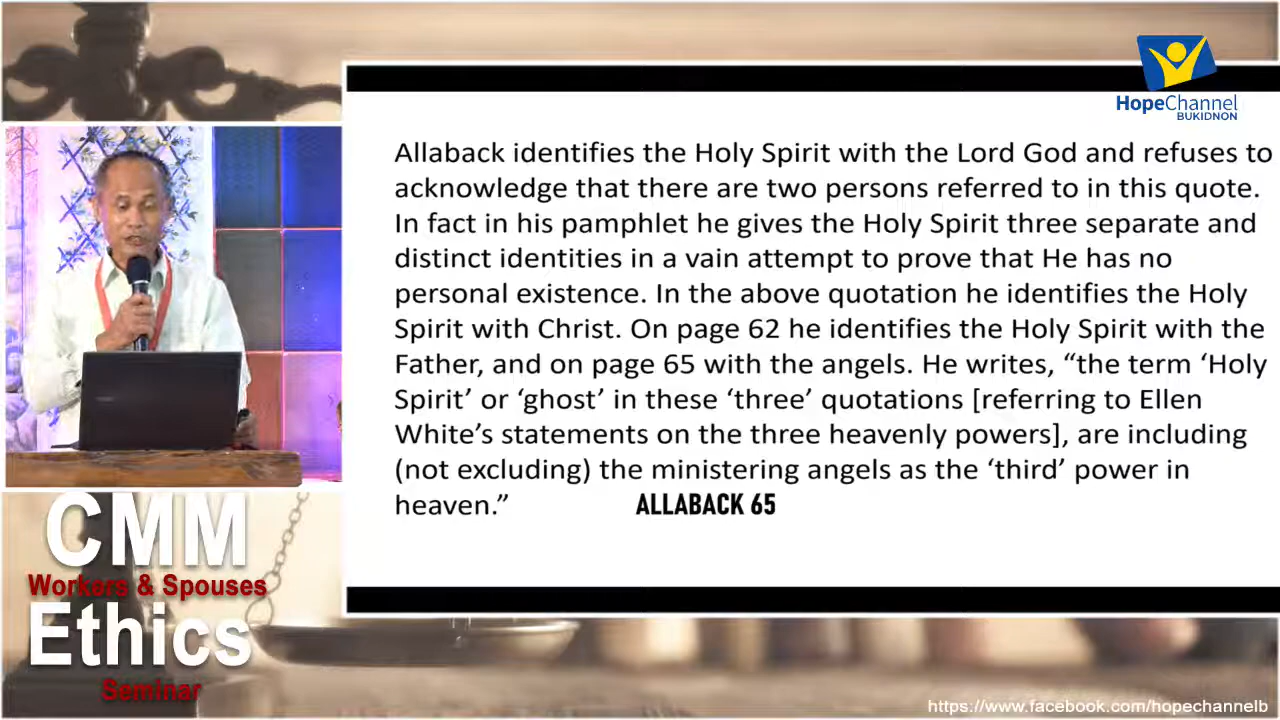 HopeChannel
BUKIDNON
Allaback identifies the Holy Spirit with the Lord God and refuses to
acknowledge that there are two persons referred to in this quote.
In fact in his pamphlet he gives the Holy Spirit three separate and
distinct identities in a vain attempt to prove that He has no
personal existence. In the above quotation he identifies the Holy
Spirit with Christ. On page 62 he identifies the Holy Spirit with the
Father, and on page 65 with the angels. He writes, “the term ‘Holy
Spirit’ or ‘ghost’ in these ‘three’ quotations [referring to Ellen
White’s statements on the three heavenly powers], are including
(not excluding) the ministering angels as the ‘third’ power in
heaven.” ALLABACK 65
CMM
Workers & Spouses
Ethics
Seminar
https://www.facebook.com/hopechannelb